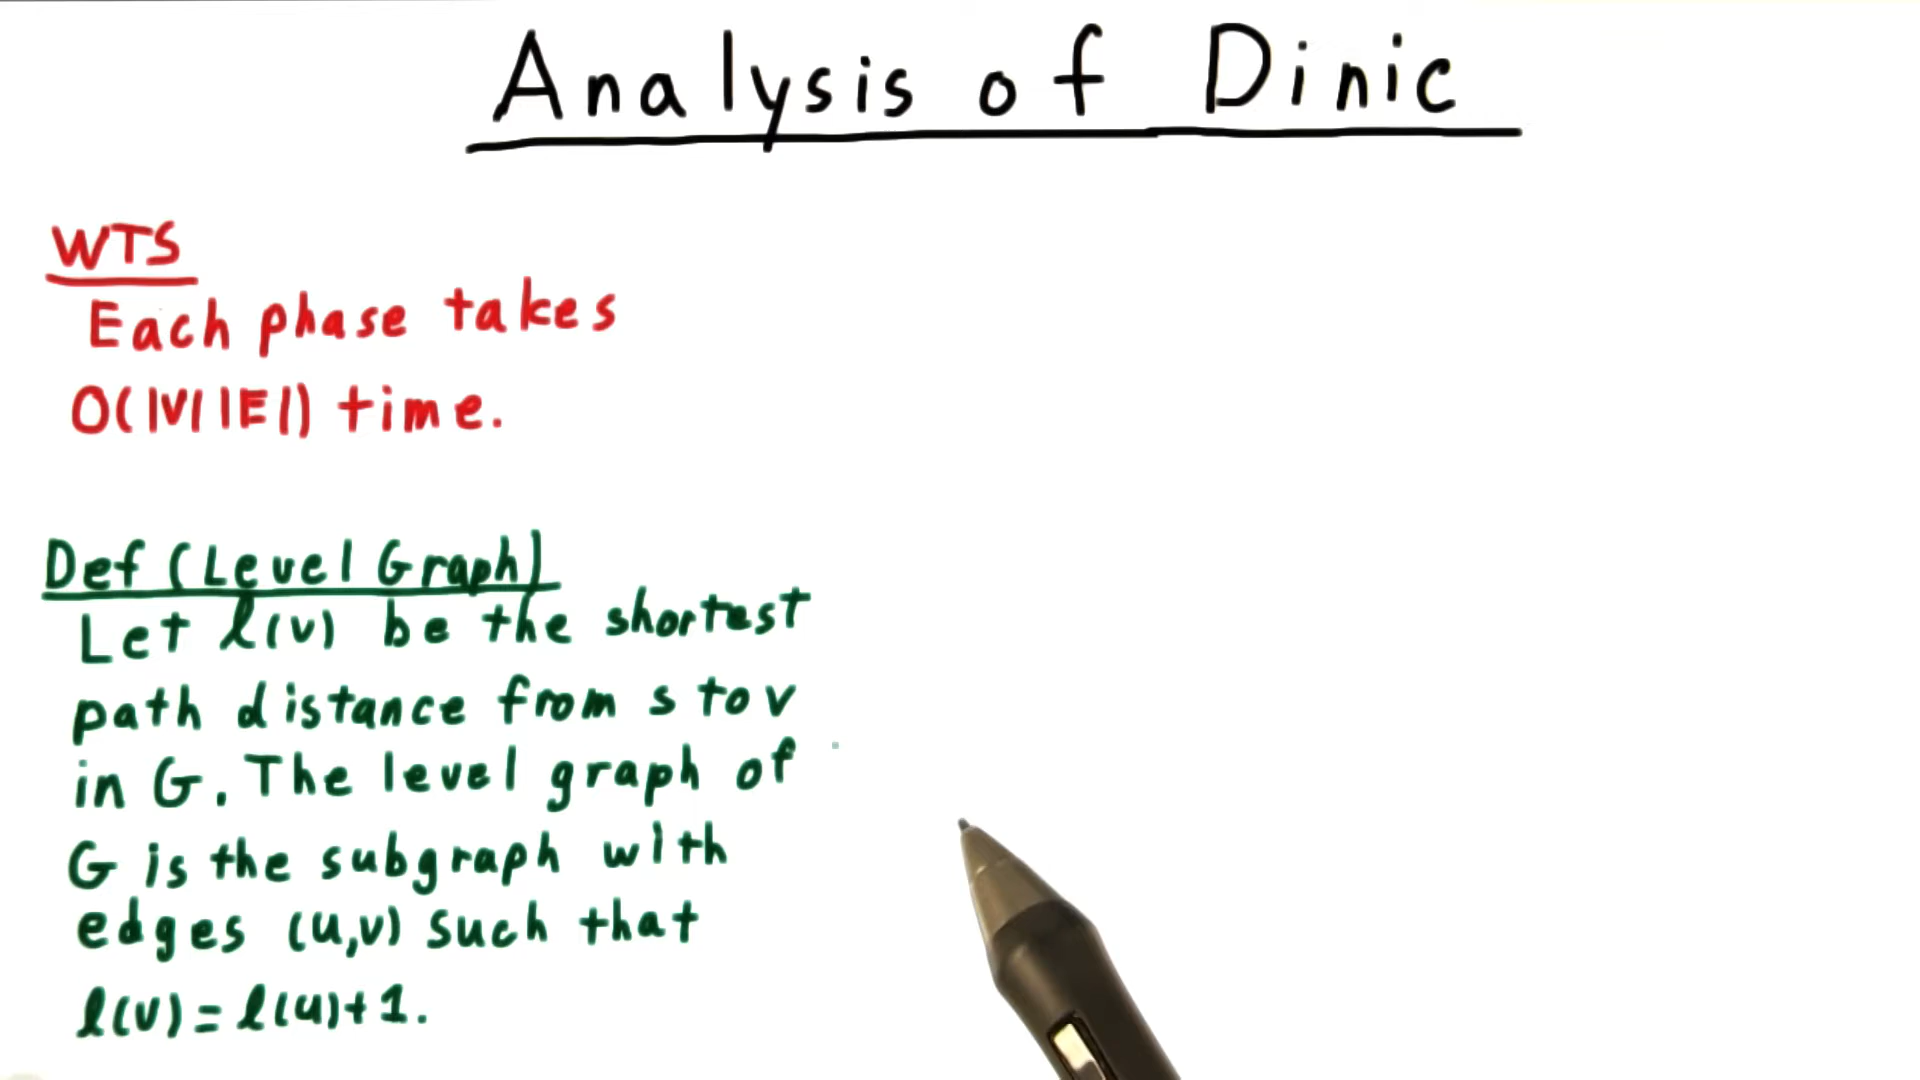 Analysis of Dinic
WTS
Each phase takes
O(|V||E|) time.
Def (Level Graph)
Let l(v) be the shortest
path distance from s to v
in G. The level graph of
G is the subgraph with
edges (u,v) such that
l(v) = l(u)+1.